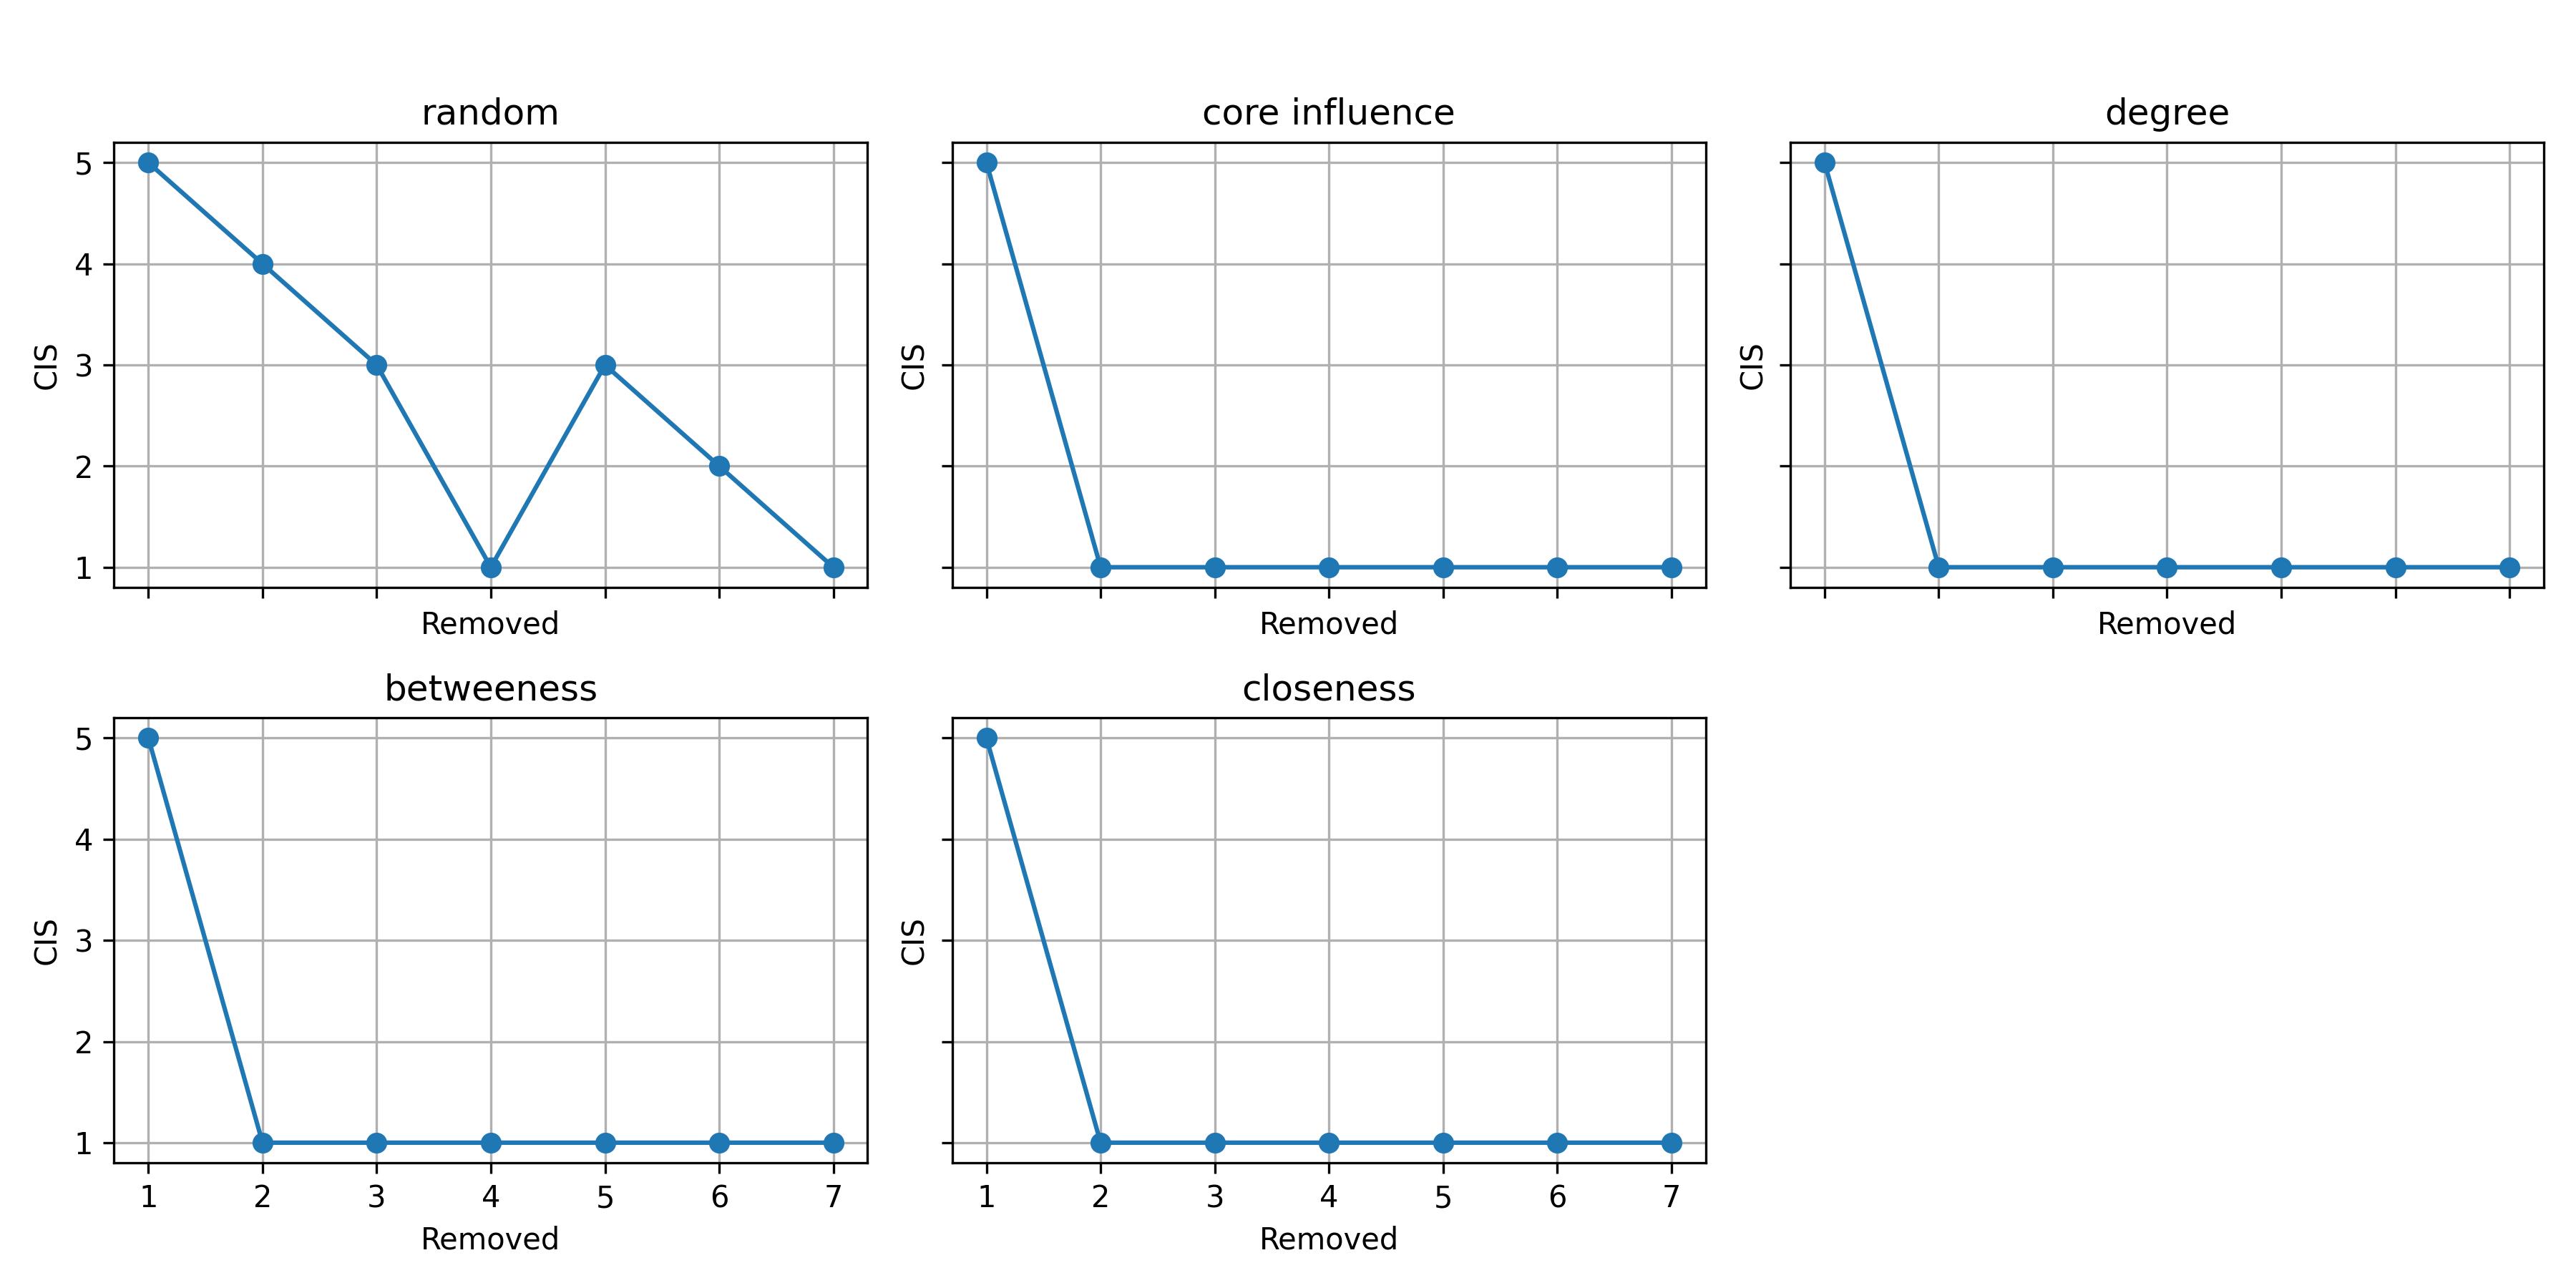 random
core influence
degree
5
4
3
2
1
CIS
CIS
CIS
Removed
Removed
Removed
betweeness
closeness
5
4
3
2
1
CIS
CIS
1 2 3 4 5 6 7
1 2 3 4 5 6 7
Removed
Removed